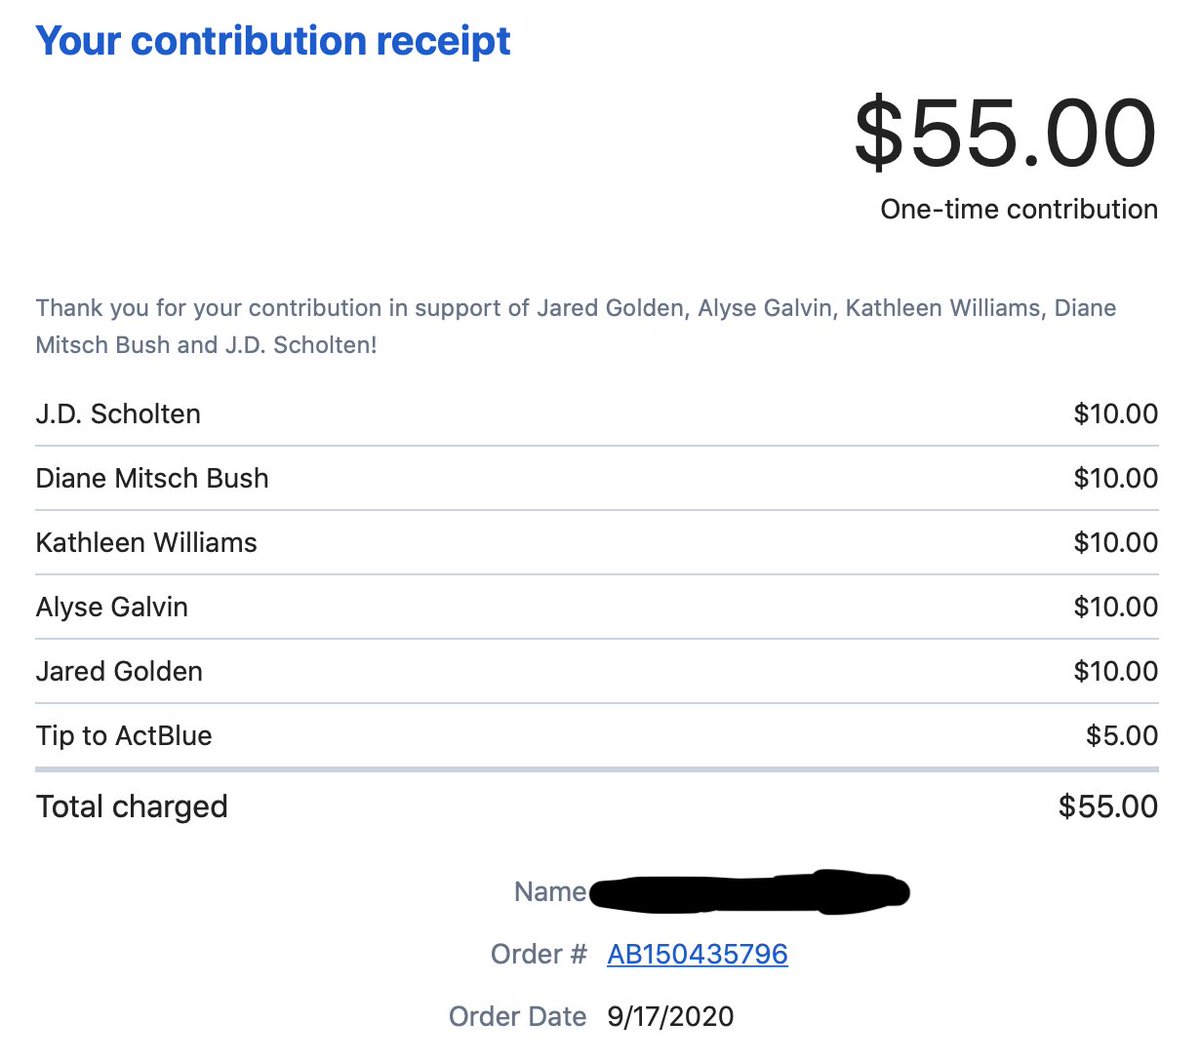 Your contribution receipt
$55.00
One-time contribution
Thank you for your contribution in support of Jared Golden, Alyse Galvin, Kathleen Williams, Diane
Mitsch Bush and J.D. Scholten!
J.D. Scholten $10.00
Diane Mitsch Bush $10.00
Kathleen Williams $10.00
Alyse Galvin $10.00
Jared Golden $10.00
Tip to ActBlue $5.00
Total charged $55.00
Name
Order # AB150435796
Order Date 9/17/2020